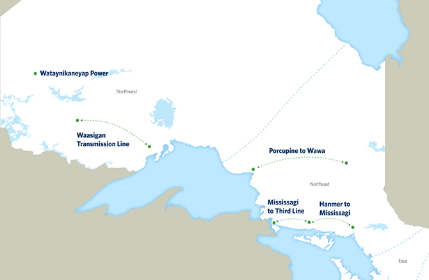 Wataynikaneyap Power
Northwest
Waasigan
Transmission Line
Porcupine to Wawa
Northeast
Mississagi
to Third Line
Hanmer to
Mississagi
East